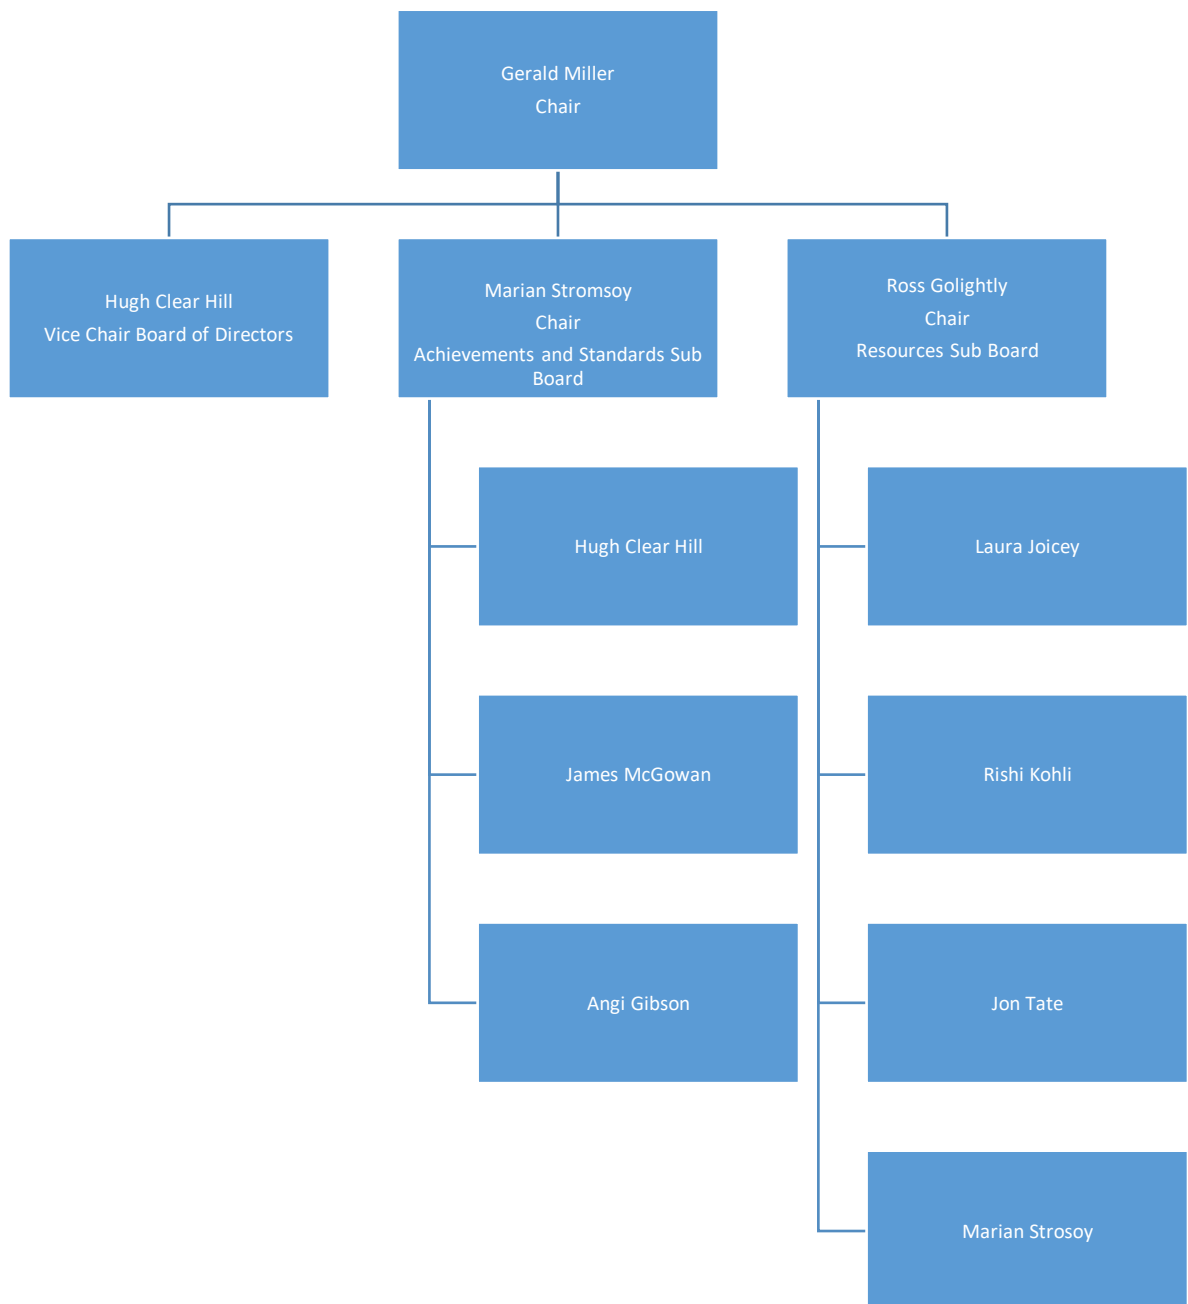 Gerald Miller
Chair
Hugh Clear Hill
Vice Chair Board of Directors
Marian Stromsoy
Chair
Achievements and Standards Sub
Board
Ross Golightly
Chair
Resources Sub Board
Hugh Clear Hill
Laura Joicey
James McGowan
Rishi Kohli
Angi Gibson
Jon Tate
Marian Strosoy